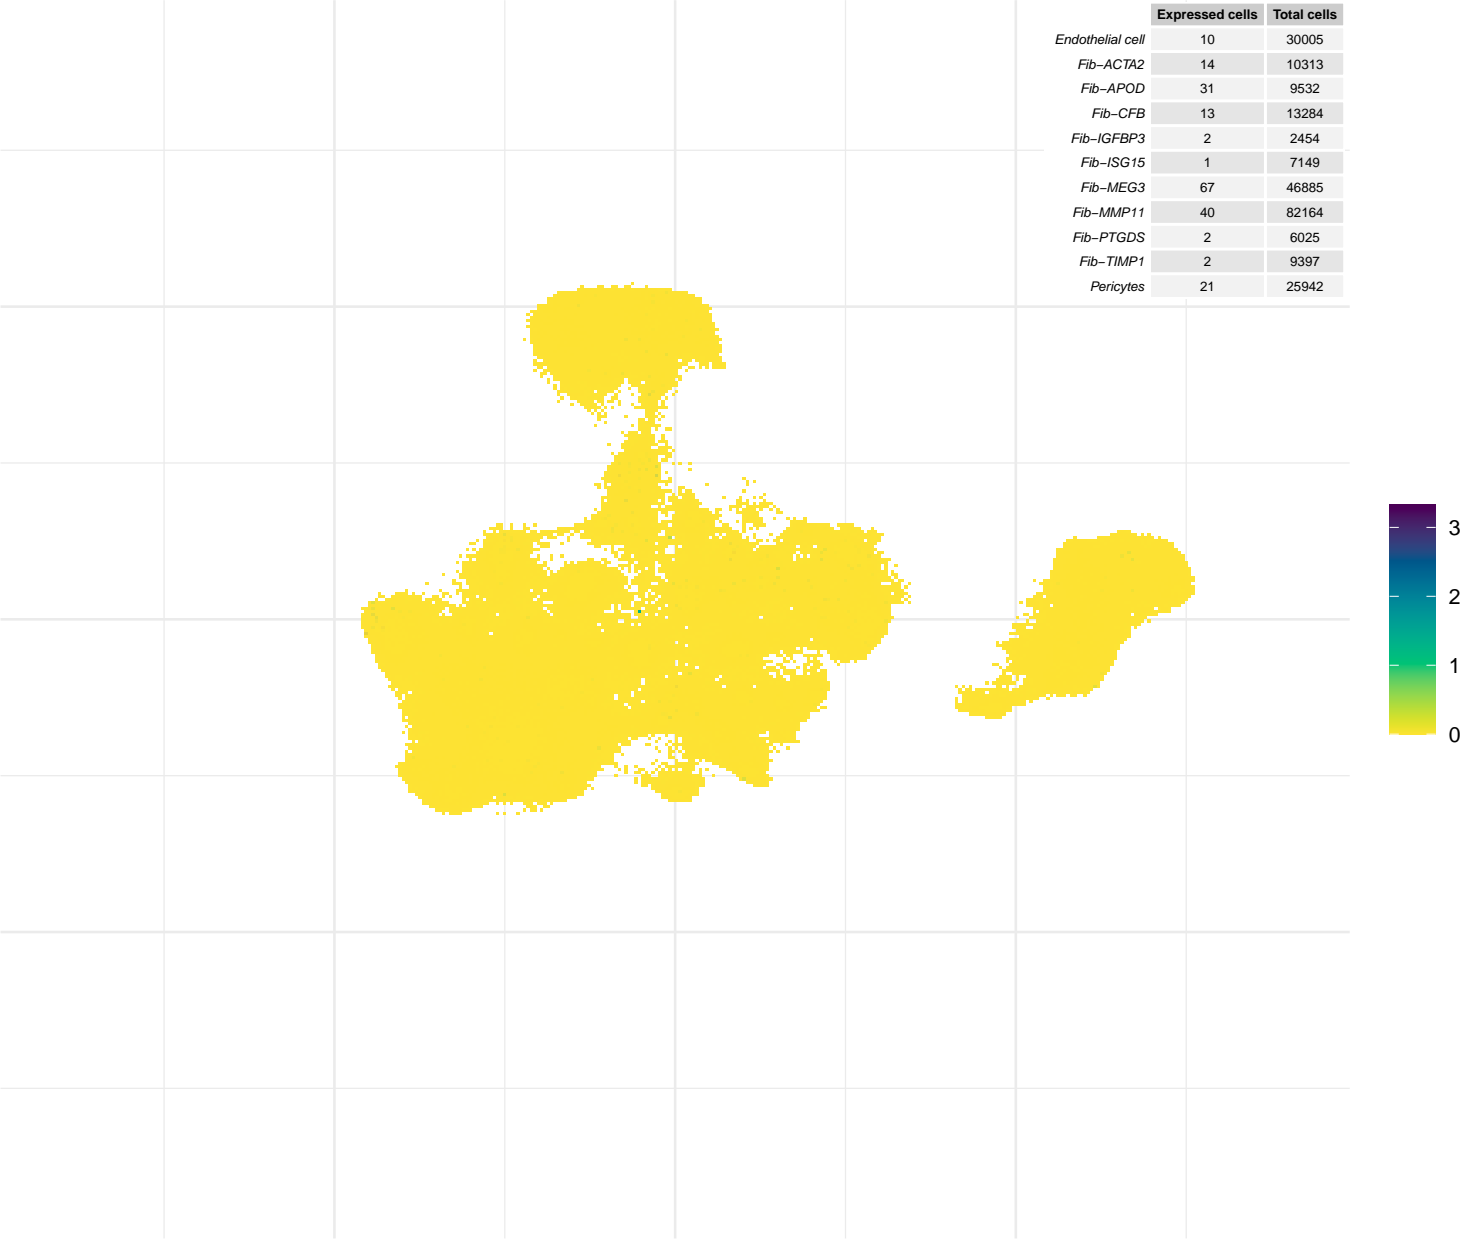 Expressed cells Total cells
Endothelial cell 10 30005
Fib−ACTA2 14 10313
Fib−APOD 31 9532
Fib−CFB 13 13284
Fib−IGFBP3 2 2454
Fib−ISG15 1 7149
Fib−MEG3 67 46885
Fib−MMP11 40 82164
Fib−PTGDS 2 6025
Fib−TIMP1 2 9397
Pericytes 21 25942
3
2
1
0